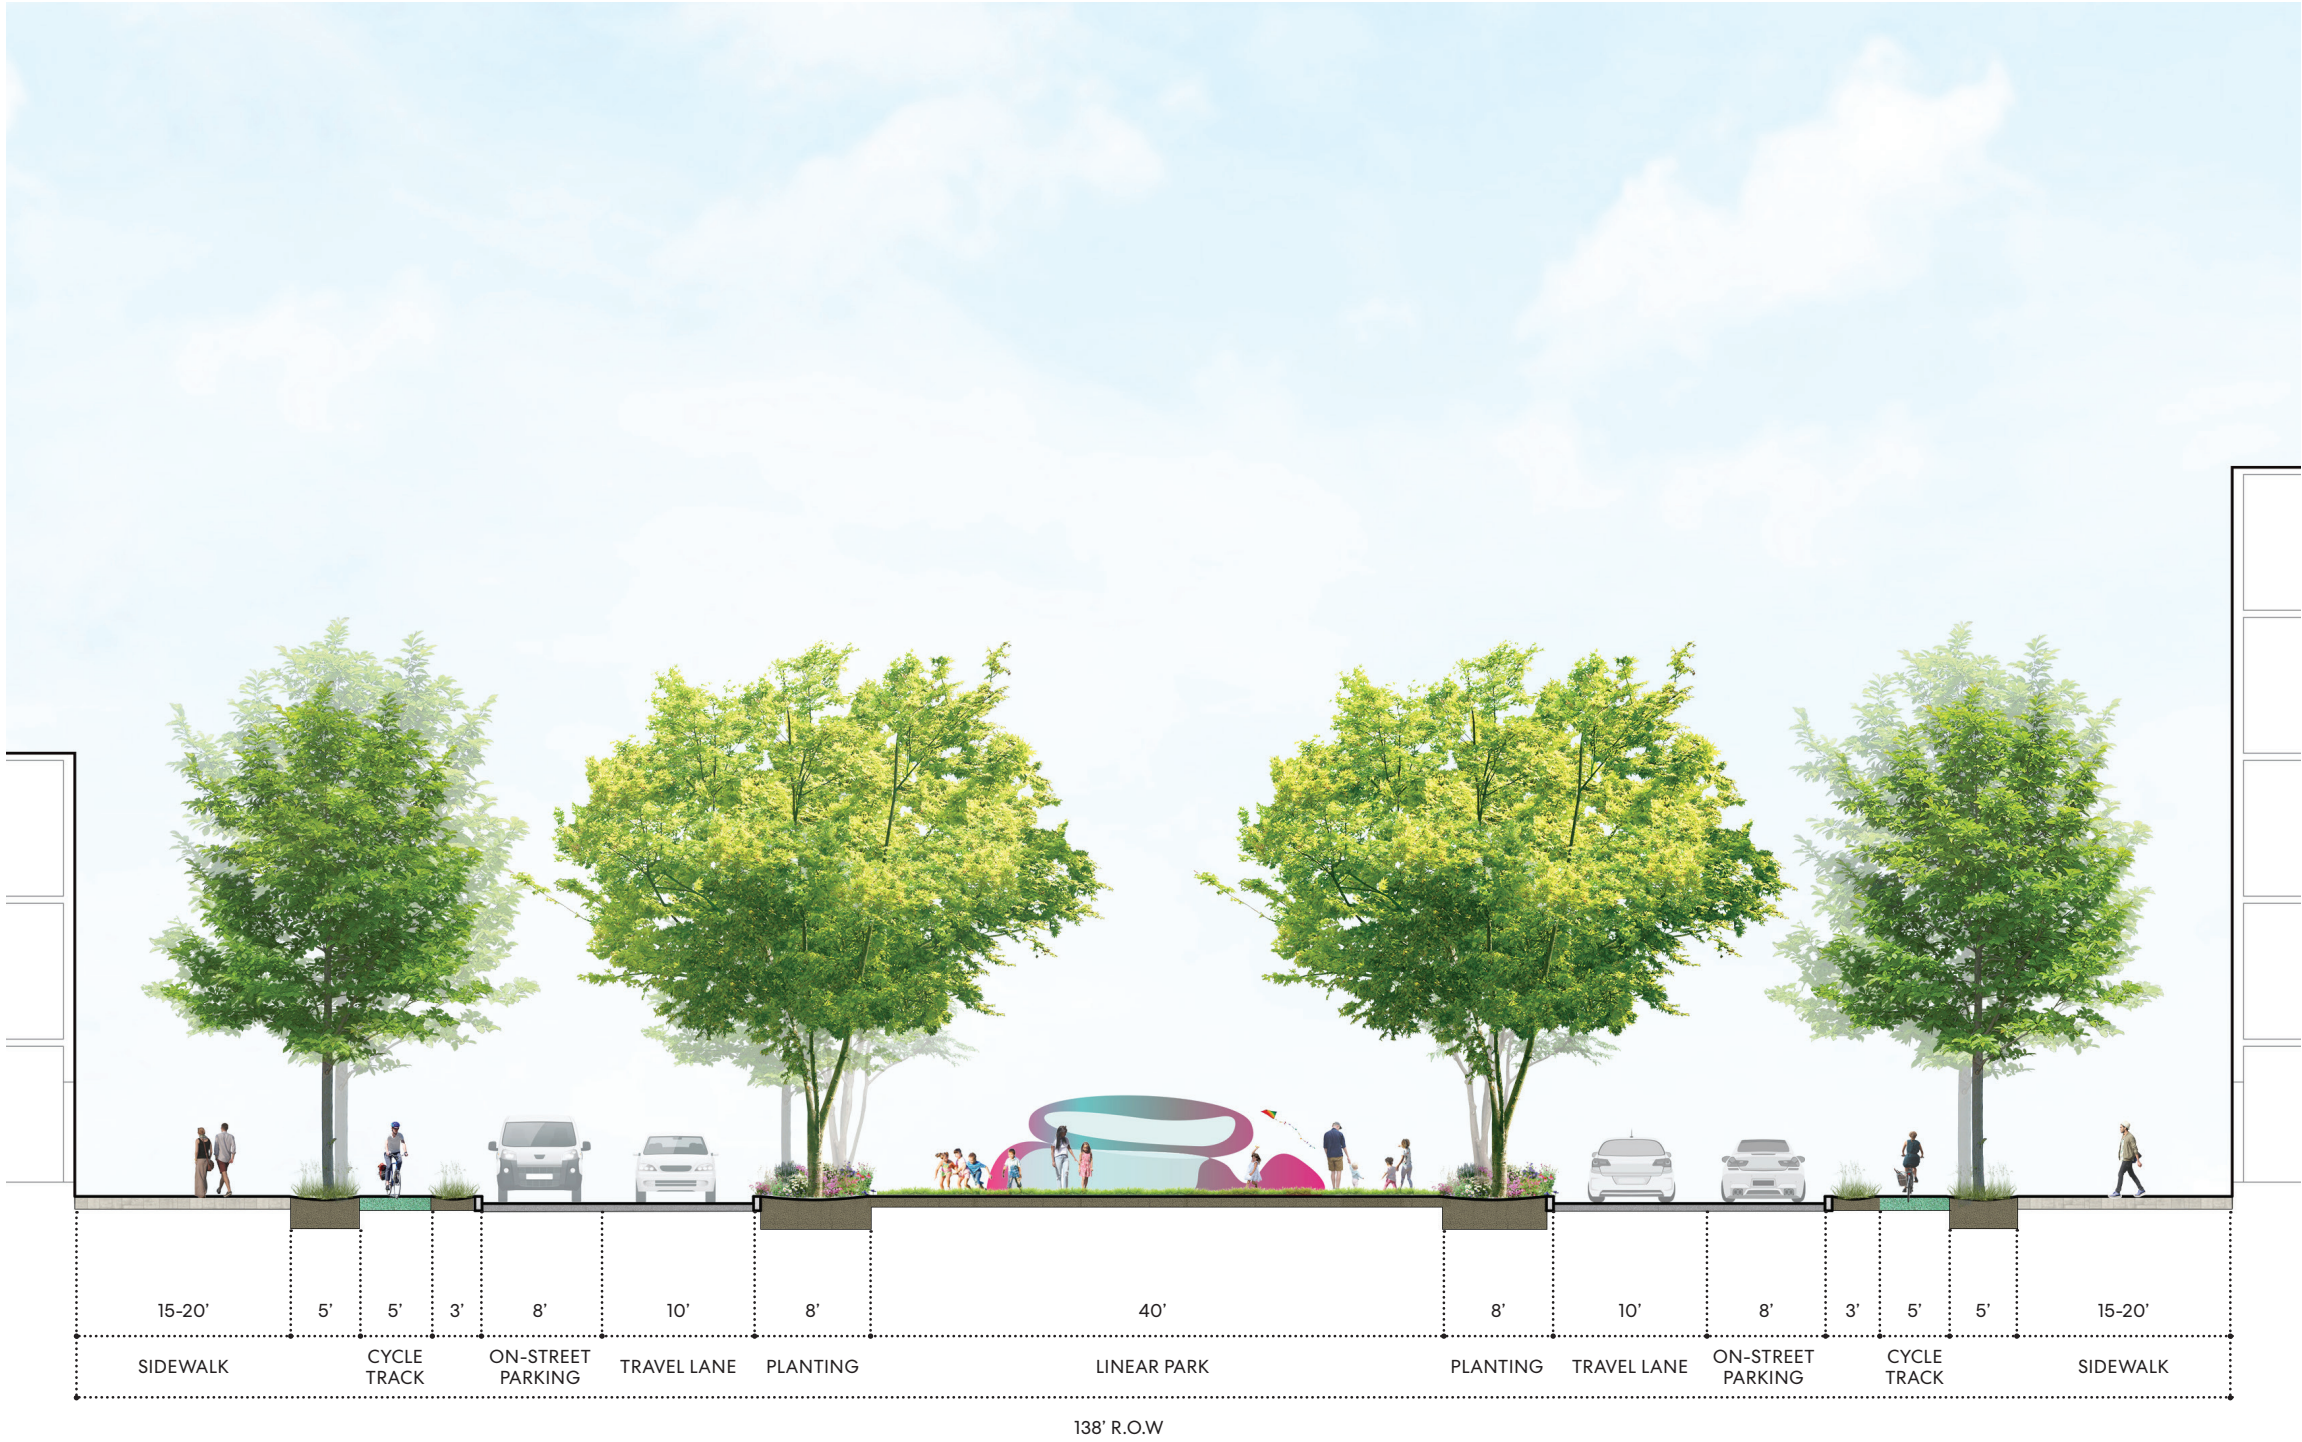 15-20’ 5’ 5’ 3’ 8’ 10’ 8’ 40’ 8’ 10’ 8’ 3’ 5’ 5’ 15-20’
SIDEWALK
CYCLE
TRACK
ON-STREET
PARKING
TRAVEL LANE
PLANTING
LINEAR PARK
PLANTING
TRAVEL LANE
ON-STREET
PARKING
CYCLE
TRACK
SIDEWALK
138’ R.O.W